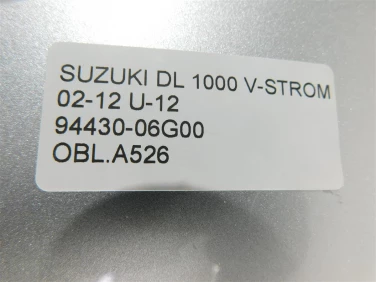 SUZUKI DL 1000 V-STROM
02-12 U-12
94430-06G00
OBL.A526